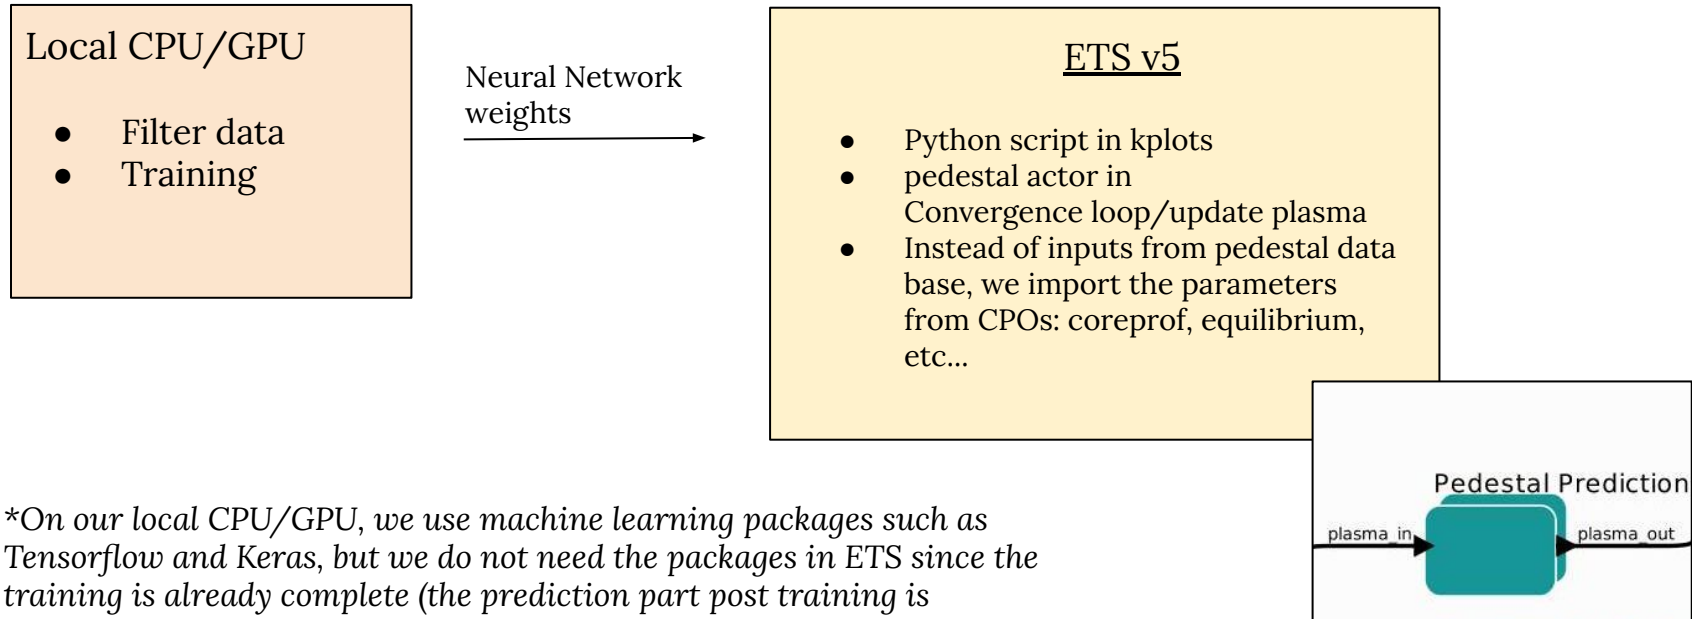 Local CPU/GPU
● Filter data
● Training
Neural Network
weights
ETS v5
● Python script in kplots
● pedestal actor in
Convergence loop/update plasma
● Instead of inputs from pedestal data
base, we import the parameters
from CPOs: coreprof, equilibrium,
etc...
Pedestal Prediction
plasma_in
plasma_out
*On our local CPU/GPU, we use machine learning packages such as
Tensorflow and Keras, but we do not need the packages in ETS since the
training is already complete (the prediction part post training is